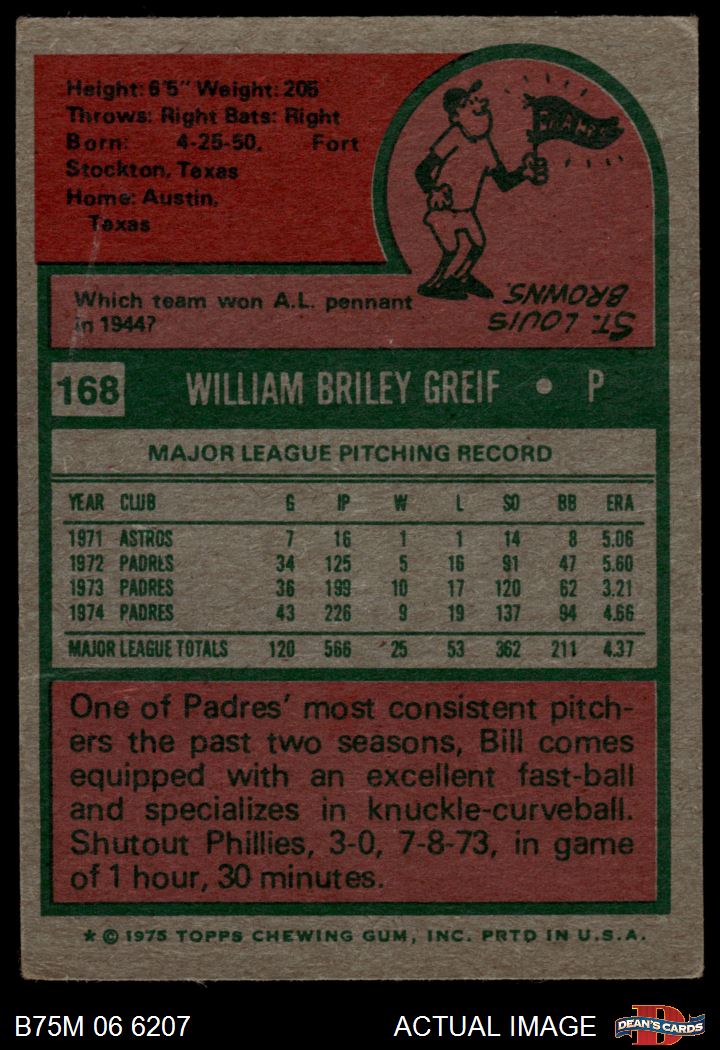 Height: 6'5" Weight: 205
Throws: Right Bats: Right
Born: 4-25-50, Fort
Stockton, Texas
Home: Austin,
Texas
Which team won A.L. pennant
in 1944?
CHAMPS
ST. LOUIS
BROWNS.
168 WILLIAM BRILEY GREIF • P
MAJOR LEAGUE PITCHING RECORD
YEAR CLUB G IP W L SO BB ERA
1971 ASTROS 7 16 1 1 14 8 5.06
1972 PADRES 34 125 5 16 91 47 5.60
1973 PADRES 36 199 10 17 120 62 3.21
1974 PADRES 43 226 9 19 137 94 4.66
MAJOR LEAGUE TOTALS 120 566 25 53 362 211 4.37
One of Padres' most consistent pitch-
ers the past two seasons, Bill comes
equipped with an excellent fast-ball
and specializes in knuckle-curveball.
Shutout Phillies, 3-0, 7-8-73, in game
of 1 hour, 30 minutes.
* © 1975 TOPPS CHEWING GUM, INC. PRTD IN U.S.A.
B75M 06 6207 ACTUAL IMAGE
D
DEAN'S CARDS